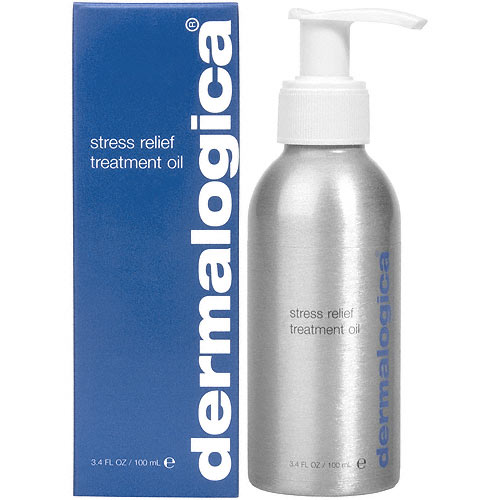 dermalogica®
stress relief
treatment oil
3.4 FL OZ / 100 mL ℮
dermalogica
stress relief
treatment oil
3.4 FL OZ / 100 mL ℮